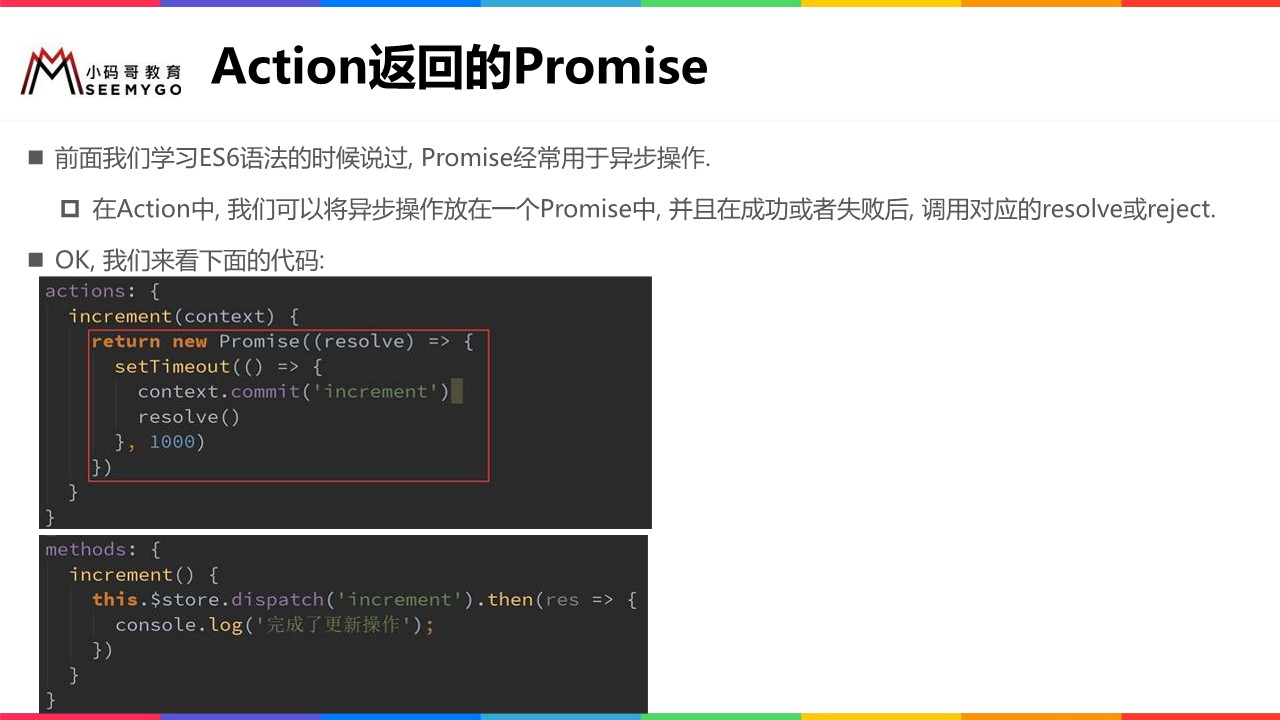 小码哥教育
SEEMYGO
Action返回的Promise
前面我们学习ES6语法的时候说过, Promise经常用于异步操作.
在Action中, 我们可以将异步操作放在一个Promise中, 并且在成功或者失败后, 调用对应的resolve或reject.
OK, 我们来看下面的代码:
actions: {
  increment(context) {
    return new Promise((resolve) => {
      setTimeout(() => {
        context.commit('increment')
        resolve()
      }, 1000)
    })
  }
}
methods: {
  increment() {
    this.$store.dispatch('increment').then(res => {
      console.log('完成了更新操作');
    })
  }
}